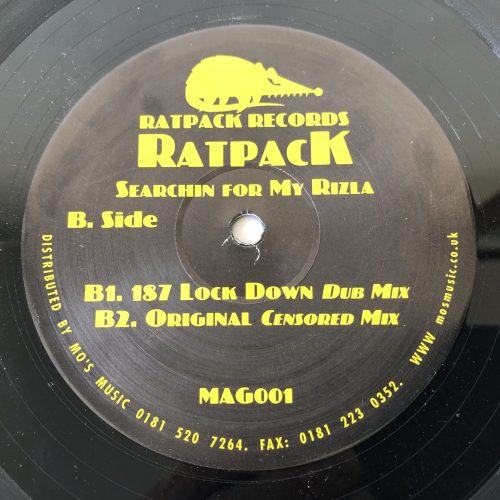 RATPACK RECORDS
RATPACK
SEARCHIN FOR MY RIZLA
B. Side
B1. 187 LOCK DOWN DUB MIX
B2. ORIGINAL CENSORED MIX
MAG001
DISTRIBUTED BY MO'S MUSIC 0181 520 7264. FAX: 0181 223 0352. WWW mosmusic.co.uk